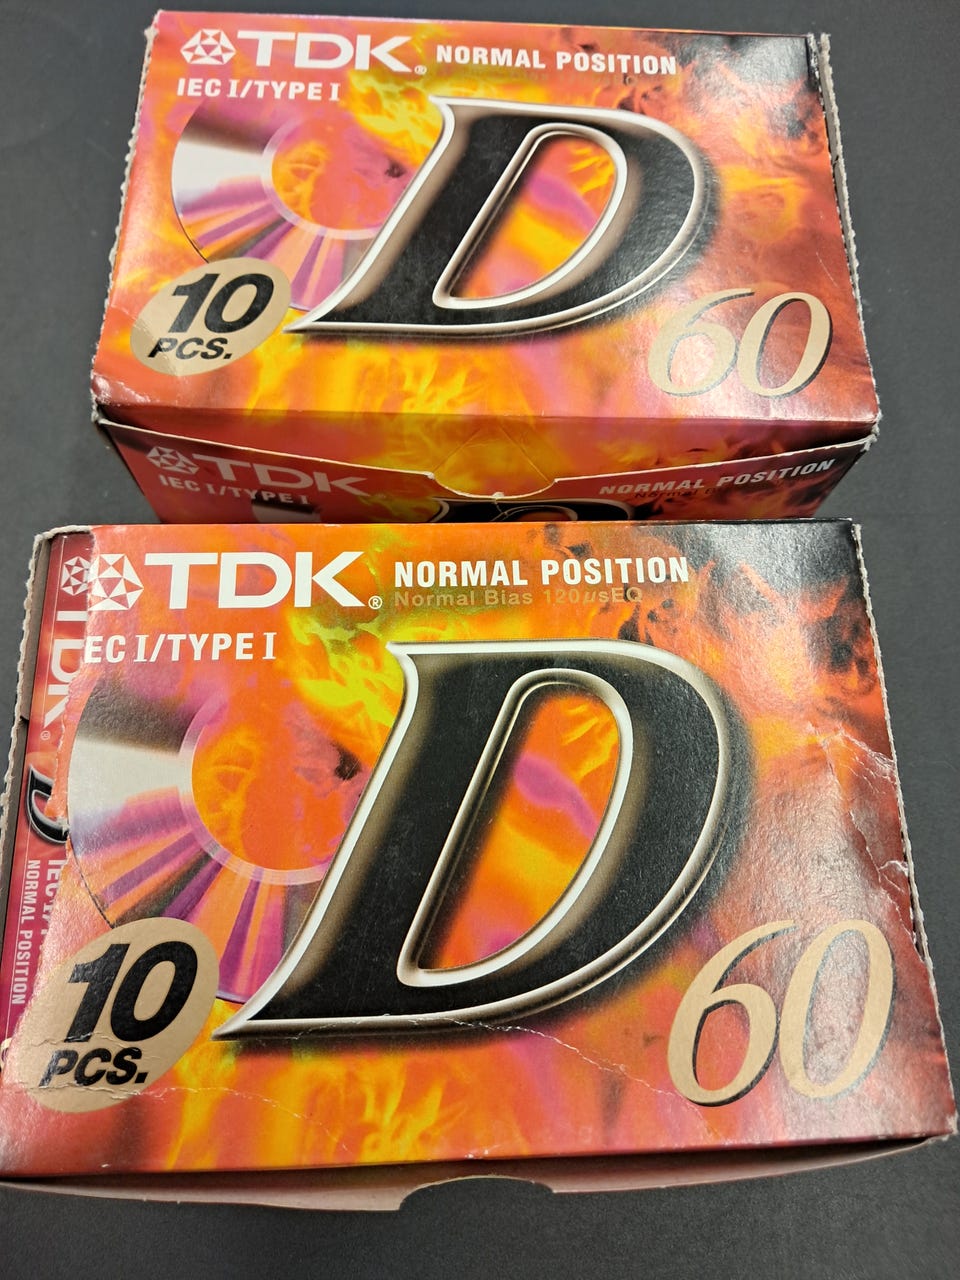 TDK® NORMAL POSITION
IEC I/TYPE I
D
10
PCS.
60
TDK
IEC I/TYPE I
NORMAL POSITION
TDK® NORMAL POSITION
Normal Bias 120µsEQ
EC I/TYPE I
D
10
PCS.
60
TDK®
D
NORMAL POSITION